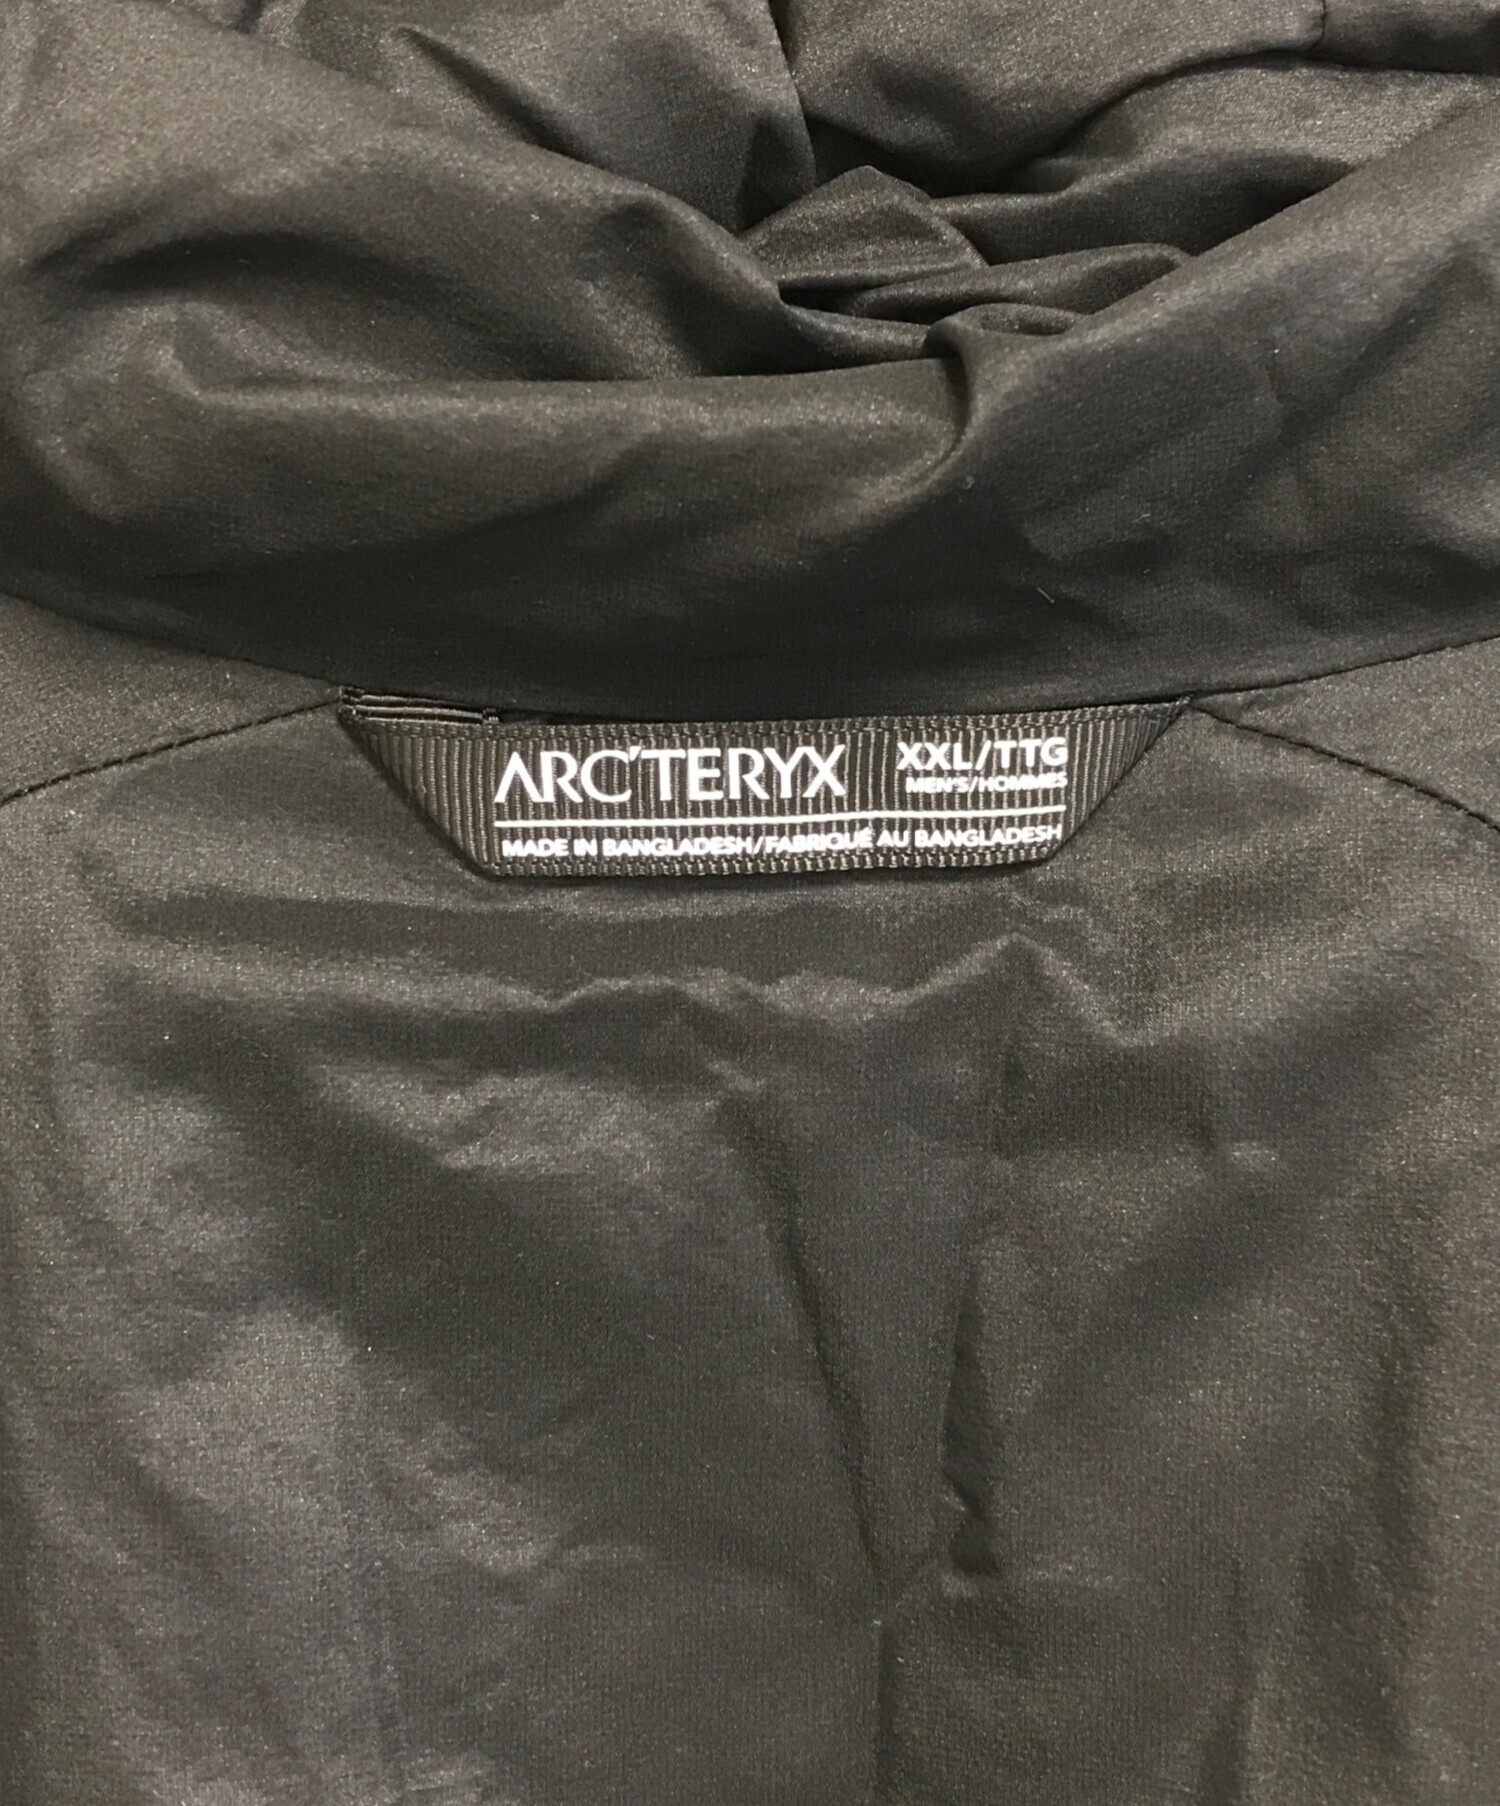 ARC'TERYX XXL/TTG
MEN'S/HOMMES
MADE IN BANGLADESH/FABRIQUÉ AU BANGLADESH